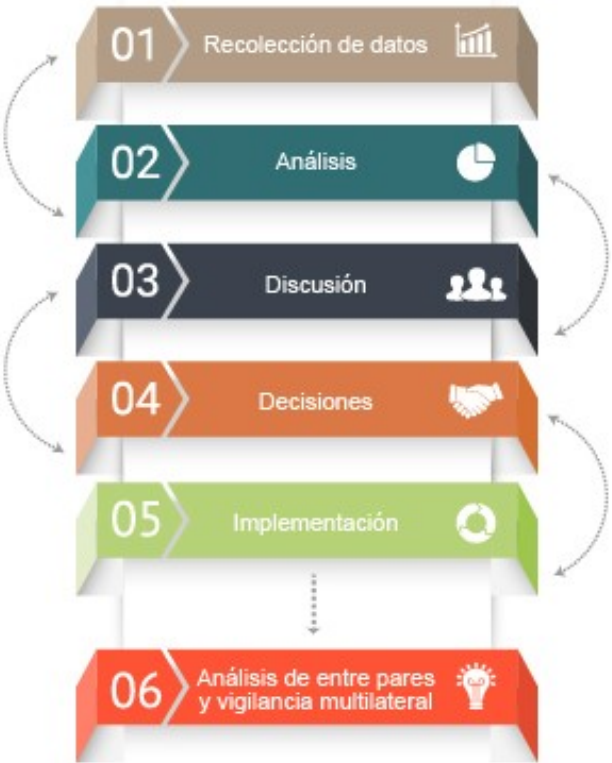 01
Recolección de datos
02
Análisis
03
Discusión
04
Decisiones
05
Implementación
06
Análisis de entre pares
y vigilancia multilateral